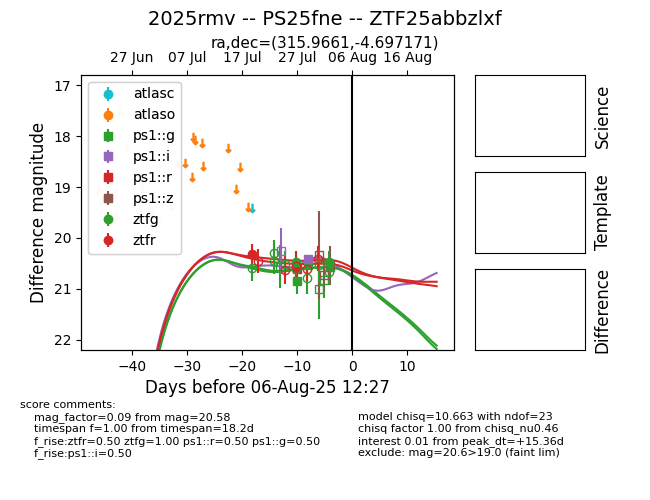 2025rmv -- PS25fne -- ZTF25abbzlxf
ra,dec=(315.9661,-4.697171)
27 Jun 07 Jul 17 Jul 27 Jul 06 Aug 16 Aug
17
18
19
20
21
22
Difference magnitude
atlasc
atlaso
ps1::g
ps1::i
ps1::r
ps1::z
ztfg
ztfr
−40 −30 −20 −10 0 10
Days before 06-Aug-25 12:27
Science
Template
Difference
score comments:
mag_factor=0.09 from mag=20.58
timespan f=1.00 from timespan=18.2d
f_rise:ztfr=0.50 ztfg=1.00 ps1::r=0.50 ps1::g=0.50
f_rise:ps1::i=0.50
model chisq=10.663 with ndof=23
chisq factor 1.00 from chisq_nu0.46
interest 0.01 from peak_dt=+15.36d
exclude: mag=20.6>19.0 (faint lim)